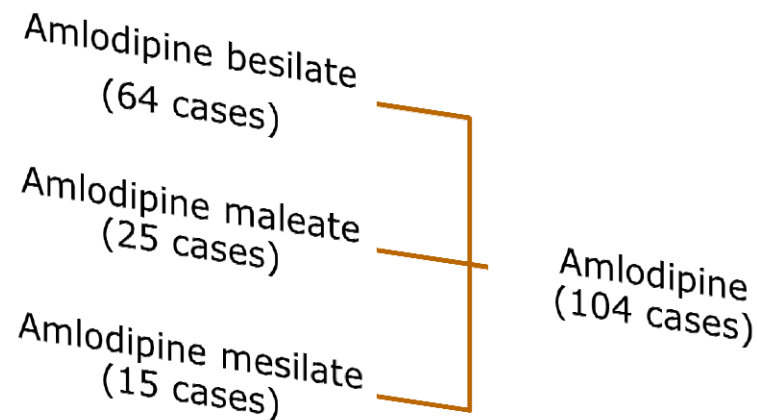 Amlodipine besilate
(64 cases)
Amlodipine maleate
(25 cases)
Amlodipine mesilate
(15 cases)
Amlodipine
(104 cases)